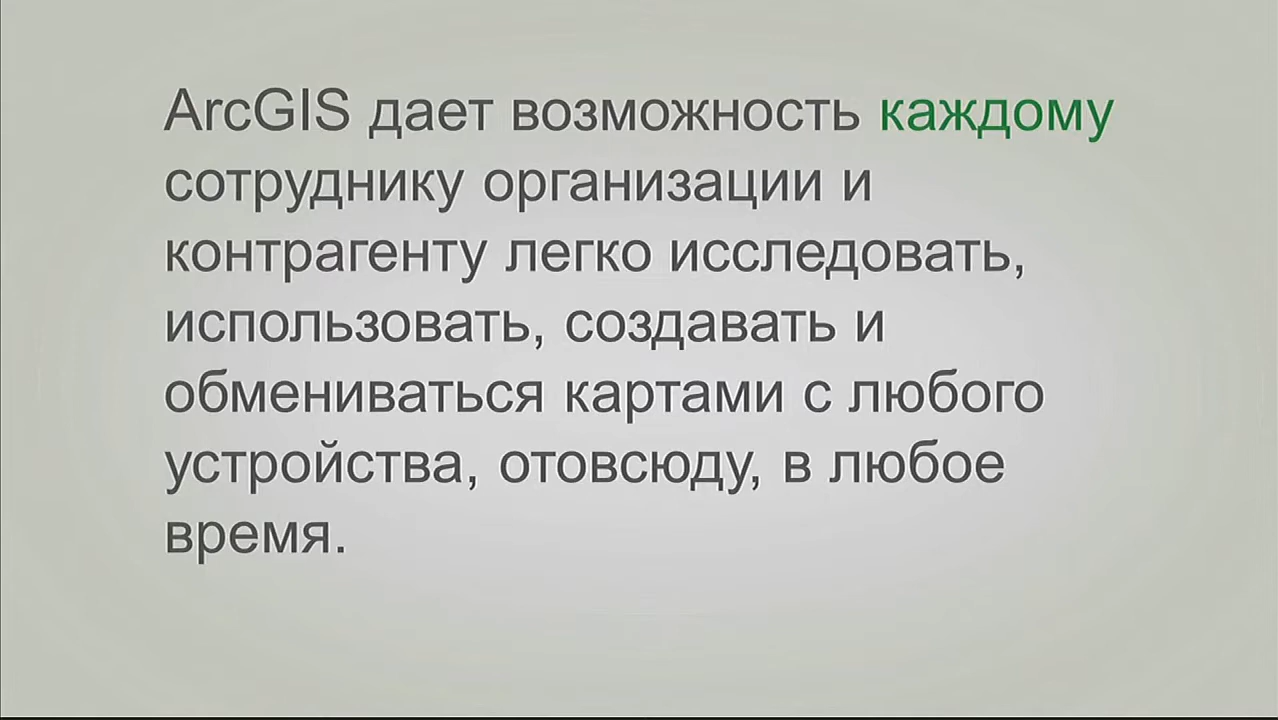 ArcGIS дает возможность каждому
сотруднику организации и
контрагенту легко исследовать,
использовать, создавать и
обмениваться картами с любого
устройства, отовсюду, в любое
время.